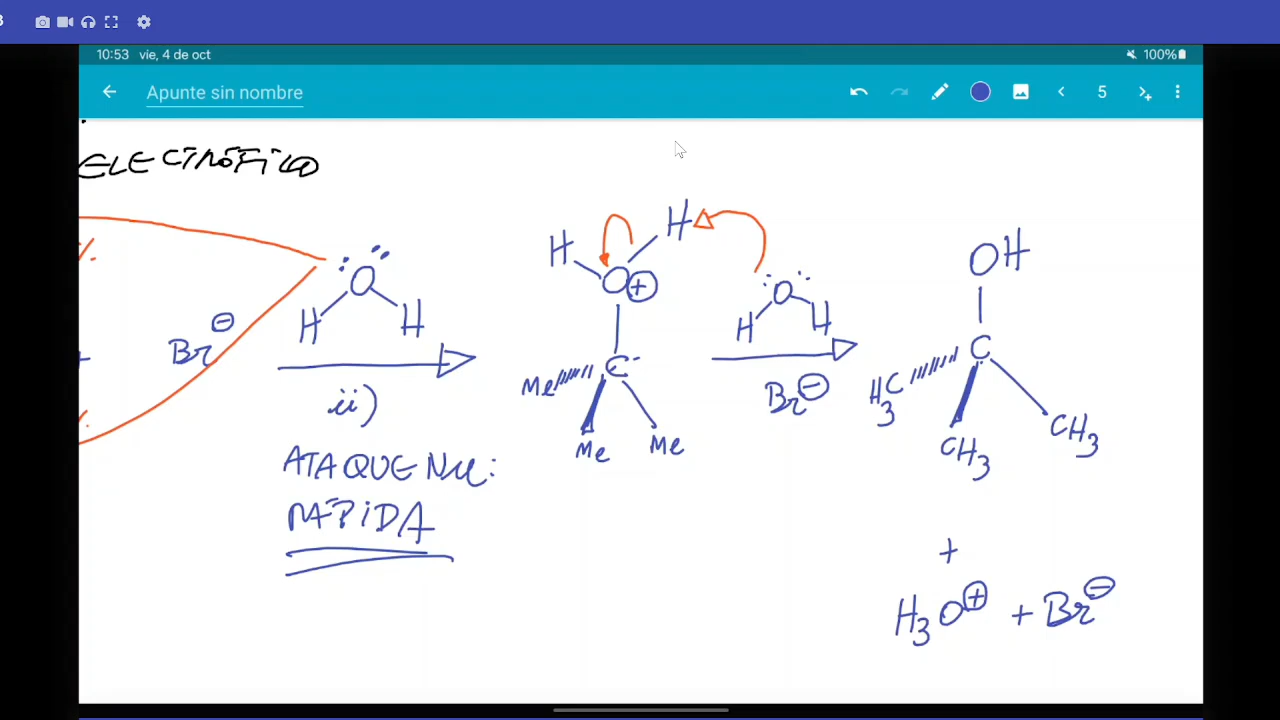 10:53 vie, 4 de oct
100%
Apunte sin nombre
5
ELECTRÓFICO
H O ⊕ H
O H H
Br ⊖
O H H
Br ⊖
ii)
ATAQUE Nu:
RÁPIDA
C
Me Me Me
OH
C
H3C CH3 CH3
+
H3O⊕ + Br⊖